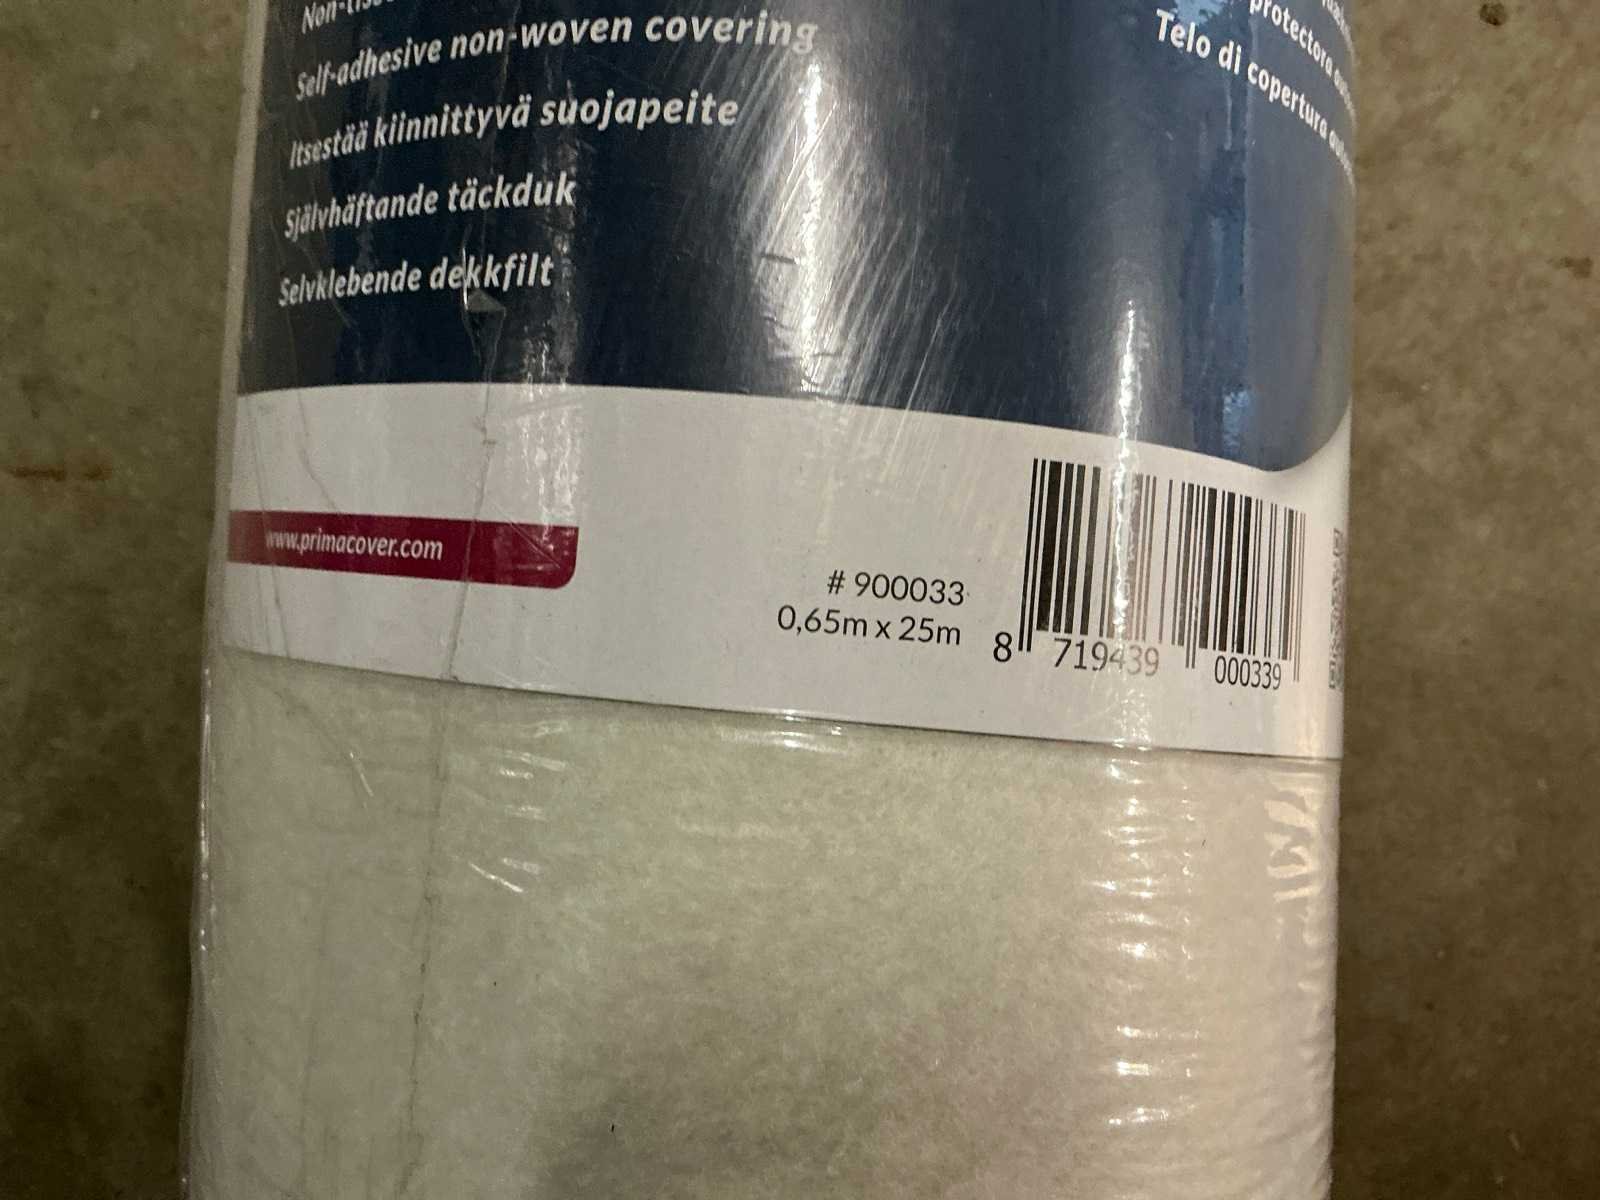 Self-adhesive non-woven covering
Itsestää kiinnittyvä suojapeite
Självhäftande täckduk
Selvklebende dekkfilt
protectora
Telo di copertura
www.primacover.com
# 900033
0,65m x 25m
8 719439 000339